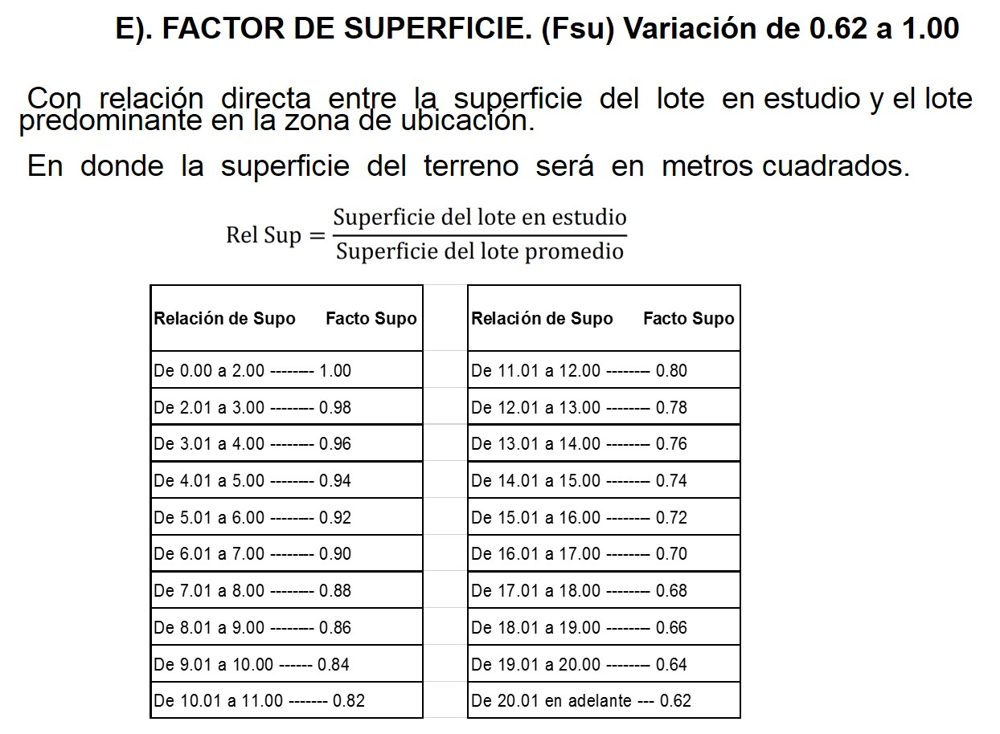 E). FACTOR DE SUPERFICIE. (Fsu) Variación de 0.62 a 1.00
Con relación directa entre la superficie del lote en estudio y el lote
predominante en la zona de ubicación.
En donde la superficie del terreno será en metros cuadrados.
Rel Sup = Superficie del lote en estudio
Superficie del lote promedio
Relación de Supo Facto Supo
De 0.00 a 2.00 -------- 1.00
De 2.01 a 3.00 -------- 0.98
De 3.01 a 4.00 -------- 0.96
De 4.01 a 5.00 -------- 0.94
De 5.01 a 6.00 -------- 0.92
De 6.01 a 7.00 -------- 0.90
De 7.01 a 8.00 -------- 0.88
De 8.01 a 9.00 -------- 0.86
De 9.01 a 10.00 ------ 0.84
De 10.01 a 11.00 ------- 0.82
Relación de Supo Facto Supo
De 11.01 a 12.00 -------- 0.80
De 12.01 a 13.00 -------- 0.78
De 13.01 a 14.00 -------- 0.76
De 14.01 a 15.00 -------- 0.74
De 15.01 a 16.00 -------- 0.72
De 16.01 a 17.00 -------- 0.70
De 17.01 a 18.00 -------- 0.68
De 18.01 a 19.00 -------- 0.66
De 19.01 a 20.00 -------- 0.64
De 20.01 en adelante --- 0.62